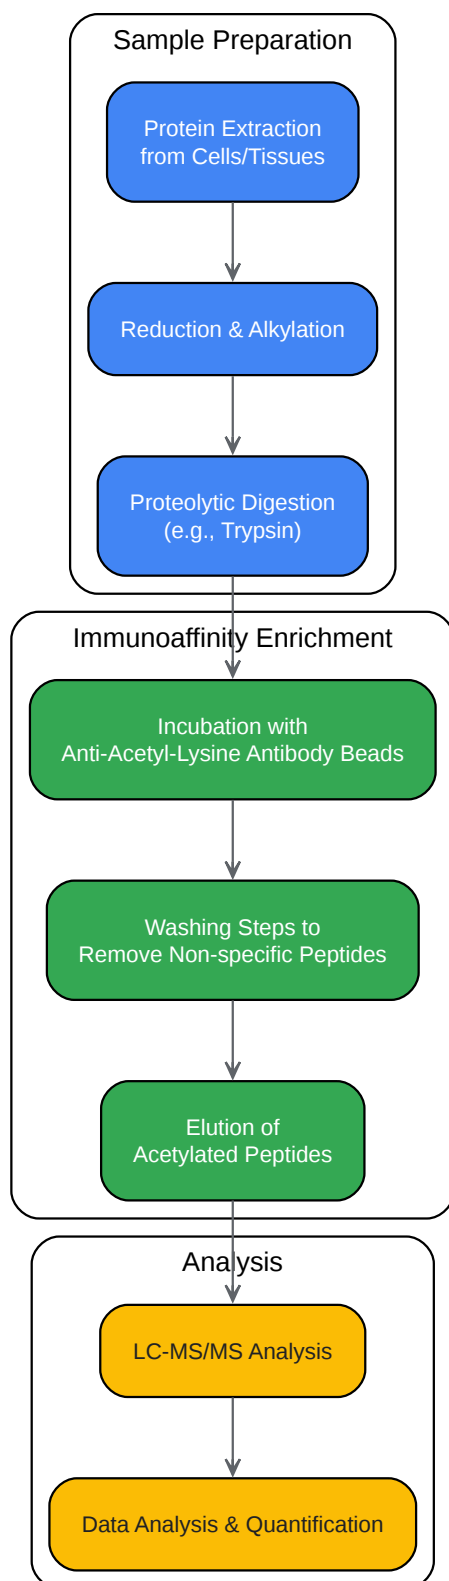 Sample Preparation
Protein Extraction
from Cells/Tissues
Reduction & Alkylation
Proteolytic Digestion
(e.g., Trypsin)
Immunoaffinity Enrichment
Incubation with
Anti-Acetyl-Lysine Antibody Beads
Washing Steps to
Remove Non-specific Peptides
Elution of
Acetylated Peptides
Analysis
LC-MS/MS Analysis
Data Analysis & Quantification